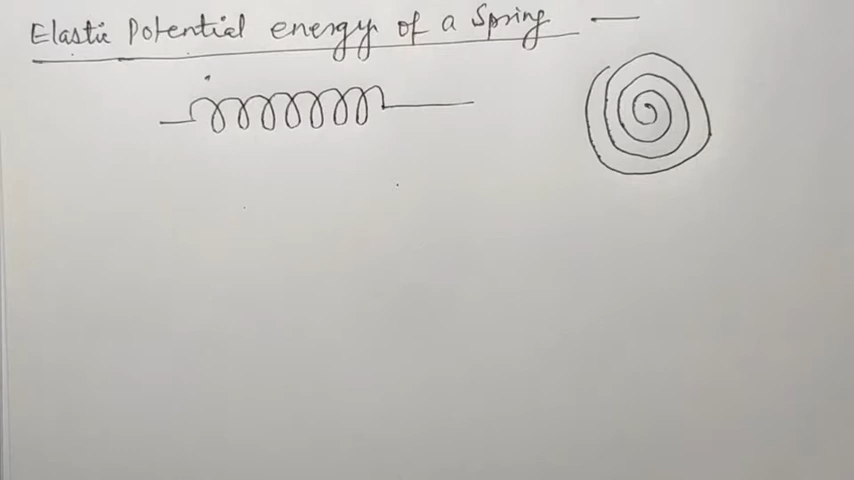 Elastic Potential energy of a Spring —